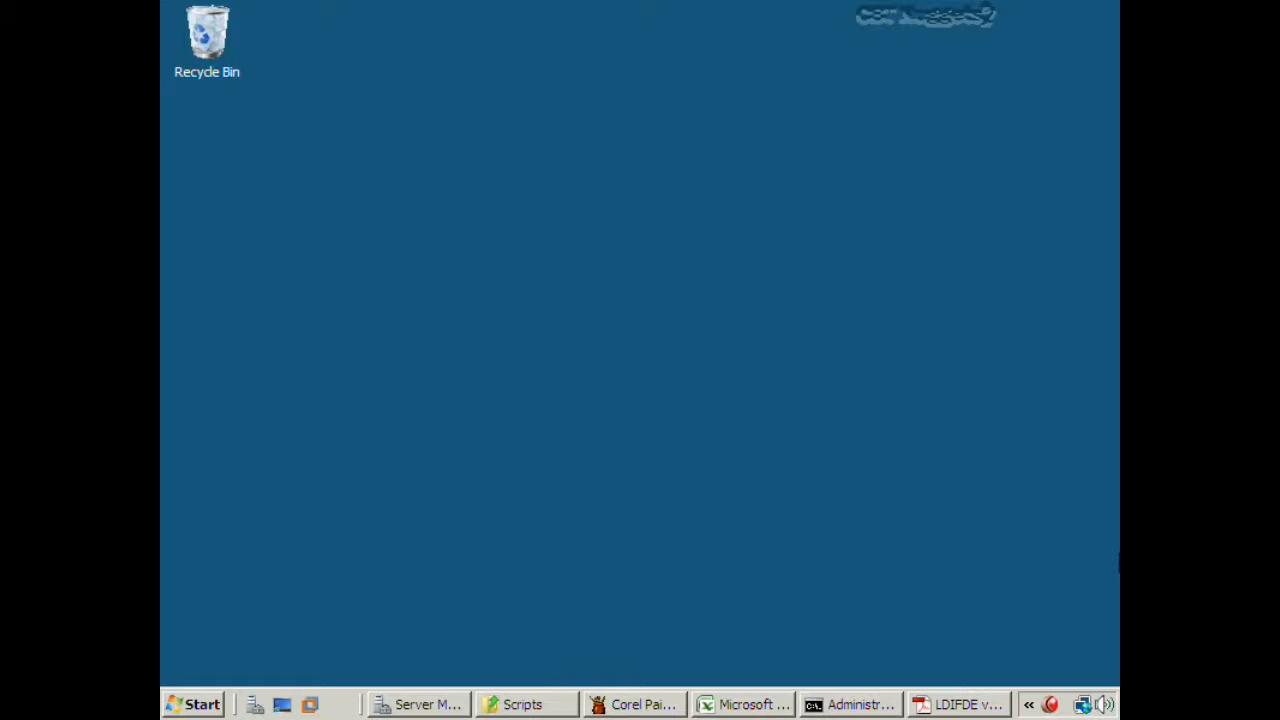 Recycle Bin
Start
Server M...
Scripts
Corel Pai...
Microsoft ...
Administr...
LDIFDE v...